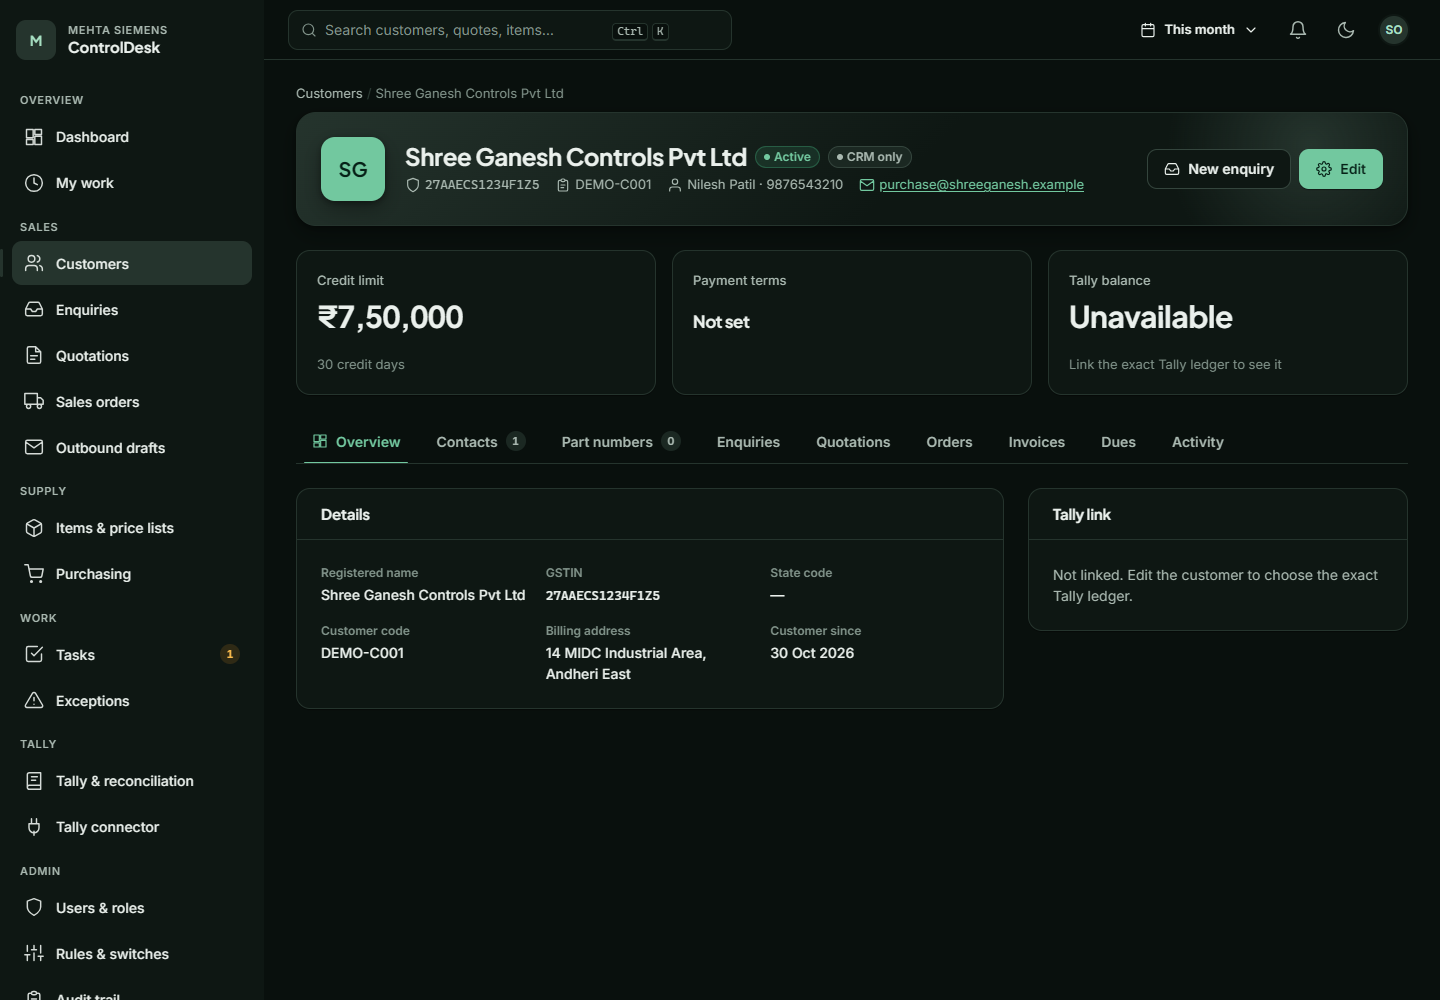 M
MEHTA SIEMENS
ControlDesk
Search customers, quotes, items...
Ctrl K
This month
SO
OVERVIEW
Dashboard
My work
SALES
Customers
Enquiries
Quotations
Sales orders
Outbound drafts
SUPPLY
Items & price lists
Purchasing
WORK
Tasks 1
Exceptions
TALLY
Tally & reconciliation
Tally connector
ADMIN
Users & roles
Rules & switches
Audit trail
Customers / Shree Ganesh Controls Pvt Ltd
SG
Shree Ganesh Controls Pvt Ltd Active CRM only
27AAECS1234F1Z5 DEMO-C001 Nilesh Patil · 9876543210 purchase@shreeganesh.example
New enquiry
Edit
Credit limit
₹7,50,000
30 credit days
Payment terms
Not set
Tally balance
Unavailable
Link the exact Tally ledger to see it
Overview Contacts 1 Part numbers 0 Enquiries Quotations Orders Invoices Dues Activity
Details
Registered name
Shree Ganesh Controls Pvt Ltd
GSTIN
27AAECS1234F1Z5
State code
—
Customer code
DEMO-C001
Billing address
14 MIDC Industrial Area,
Andheri East
Customer since
30 Oct 2026
Tally link
Not linked. Edit the customer to choose the exact
Tally ledger.